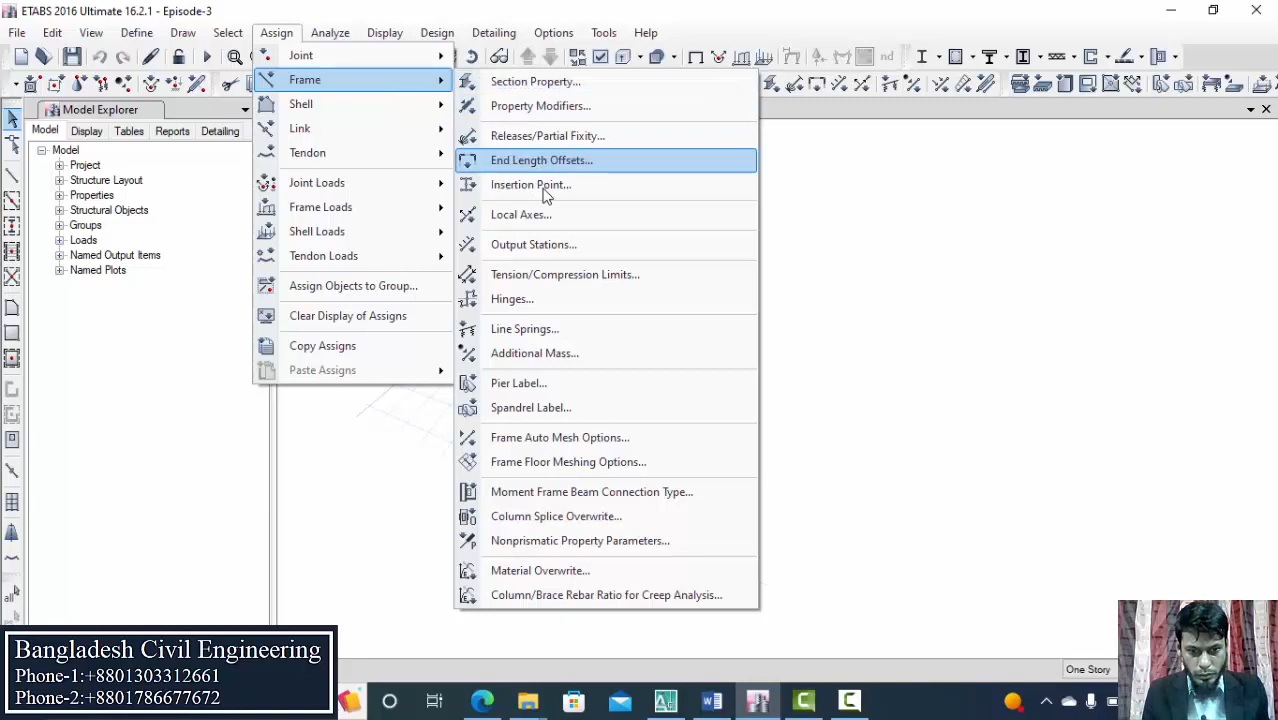 ETABS 2016 Ultimate 16.2.1 - Episode-3
File Edit View Define Draw Select Assign Analyze Display Design Detailing Options Tools Help
Model Explorer
Model Display Tables Reports Detailing
Model
Project
Structure Layout
Properties
Structural Objects
Groups
Loads
Named Output Items
Named Plots
Joint
Frame
Shell
Link
Tendon
Joint Loads
Frame Loads
Shell Loads
Tendon Loads
Assign Objects to Group...
Clear Display of Assigns
Copy Assigns
Paste Assigns
Section Property...
Property Modifiers...
Releases/Partial Fixity...
End Length Offsets...
Insertion Point...
Local Axes...
Output Stations...
Tension/Compression Limits...
Hinges...
Line Springs...
Additional Mass...
Pier Label...
Spandrel Label...
Frame Auto Mesh Options...
Frame Floor Meshing Options...
Moment Frame Beam Connection Type...
Column Splice Overwrite...
Nonprismatic Property Parameters...
Material Overwrite...
Column/Brace Rebar Ratio for Creep Analysis...
One Story
Bangladesh Civil Engineering
Phone-1:+8801303312661
Phone-2:+8801786677672